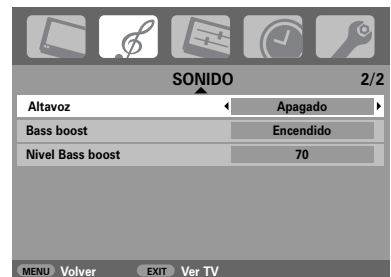 SONIDO 2/2
Altavoz Apagado
Bass boost Encendido
Nivel Bass boost 70
MENU Volver EXIT Ver TV